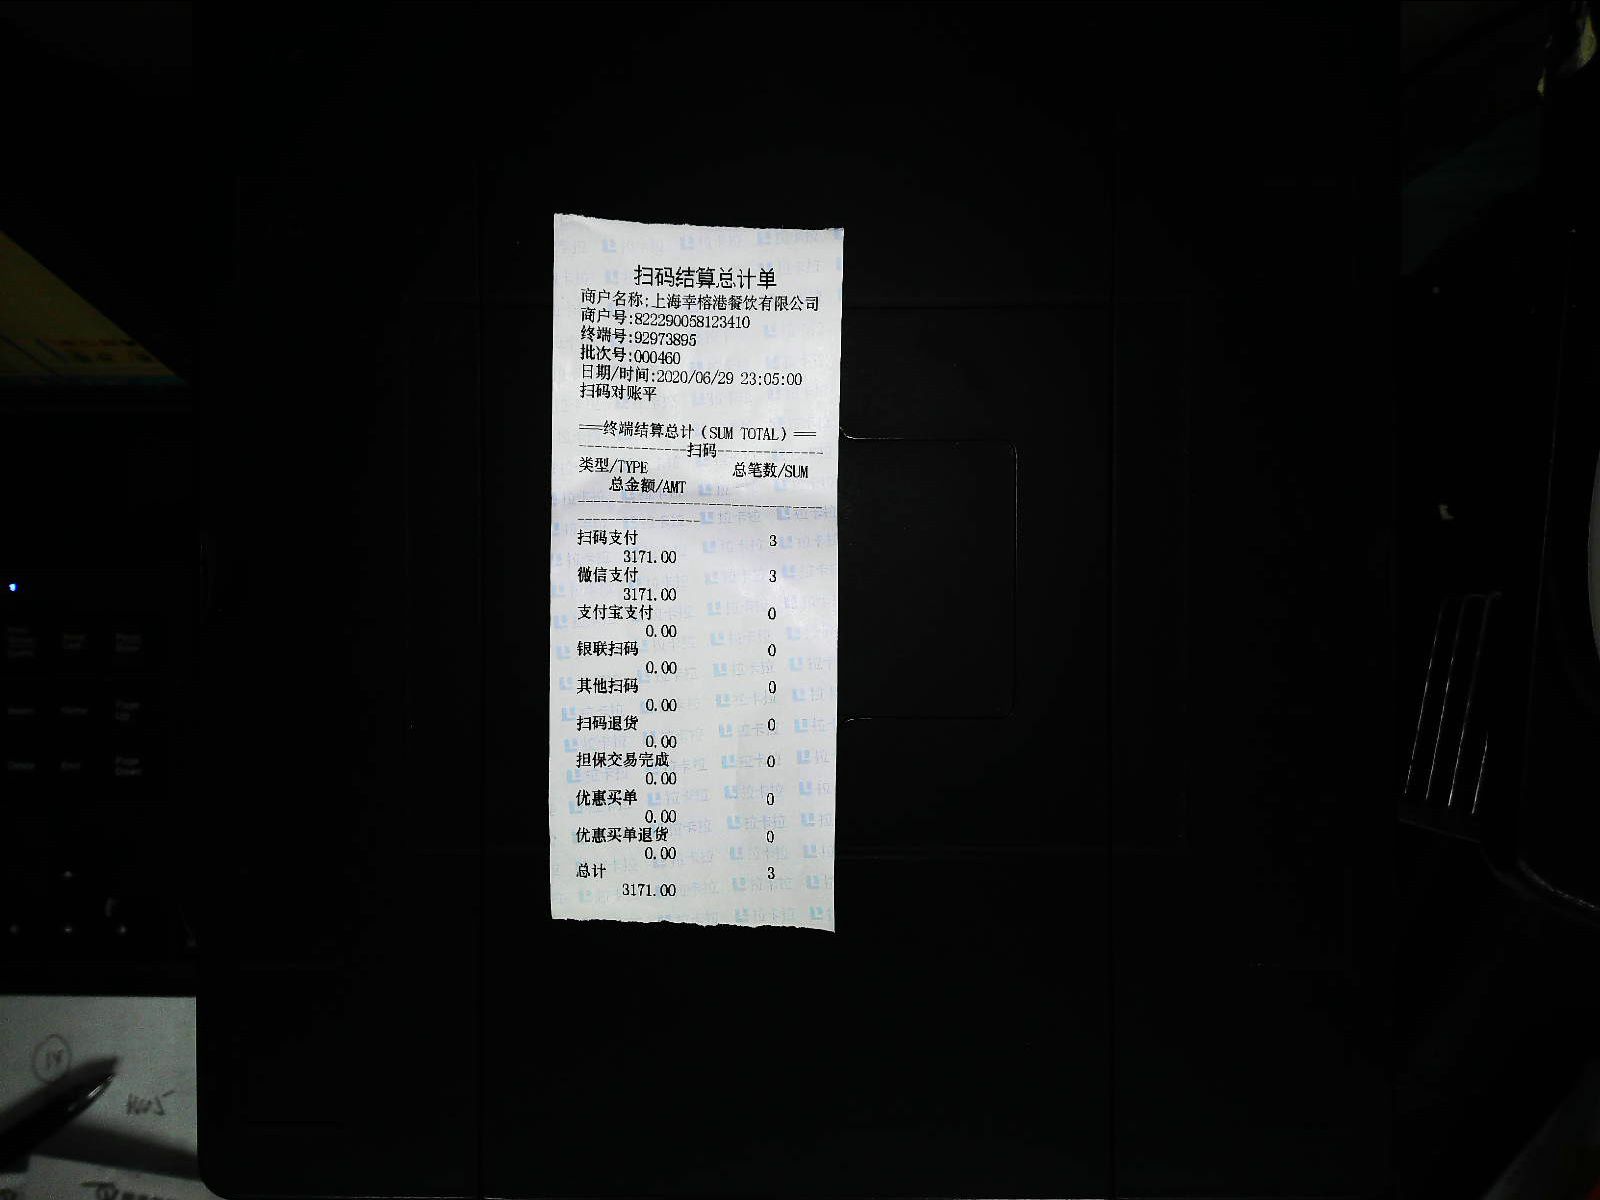 扫码结算总计单
商户名称:上海幸榕港餐饮有限公司
商户号:822290058123410
终端号:92973895
批次号:000460
日期/时间:2020/06/29 23:05:00
扫码对账平
===终端结算总计(SUM TOTAL)===
---------------扫码---------------
类型/TYPE 总笔数/SUM
总金额/AMT
扫码支付 3
3171.00
微信支付 3
3171.00
支付宝支付 0
0.00
银联扫码 0
0.00
其他扫码 0
0.00
扫码退货 0
0.00
担保交易完成 0
0.00
优惠买单 0
0.00
优惠买单退货 0
0.00
总计 3
3171.00